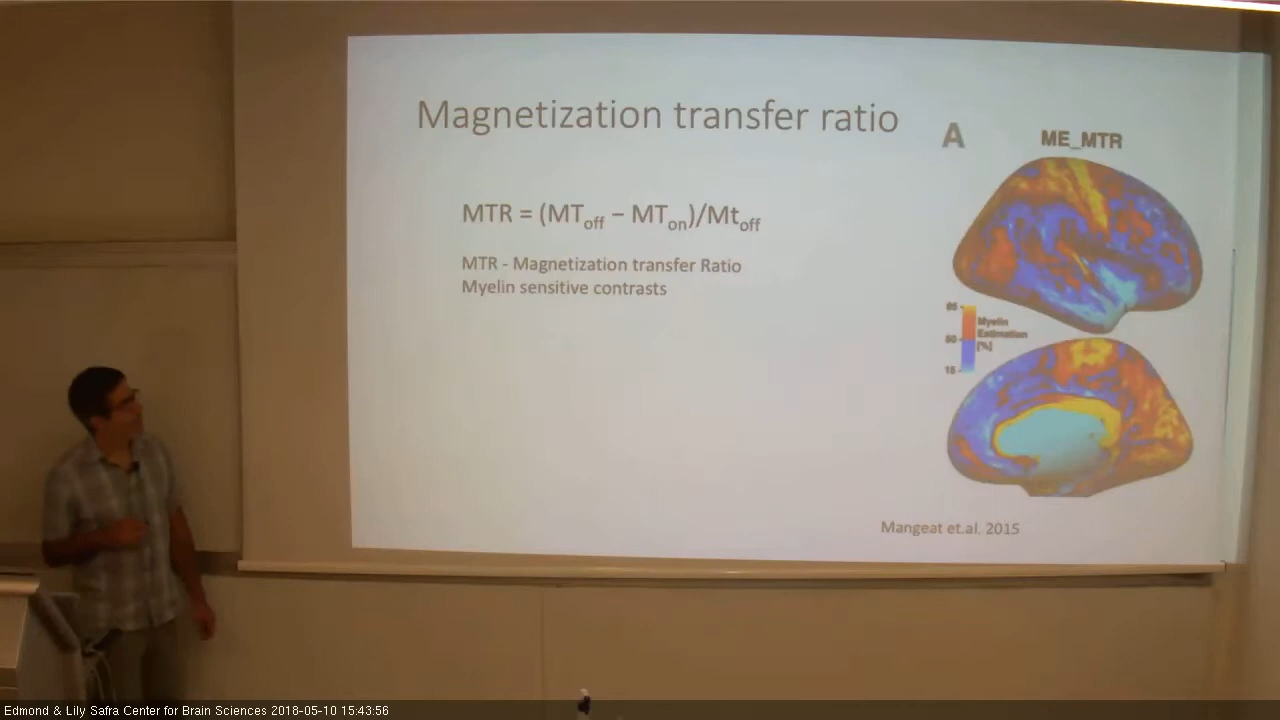 Magnetization transfer ratio
MTR = (MToff − MTon)/Mtoff
MTR - Magnetization transfer Ratio
Myelin sensitive contrasts
A
ME_MTR
Myelin
Estimation
[%]
Mangeat et.al. 2015
Edmond & Lily Safra Center for Brain Sciences 2018-05-10 15:43:56